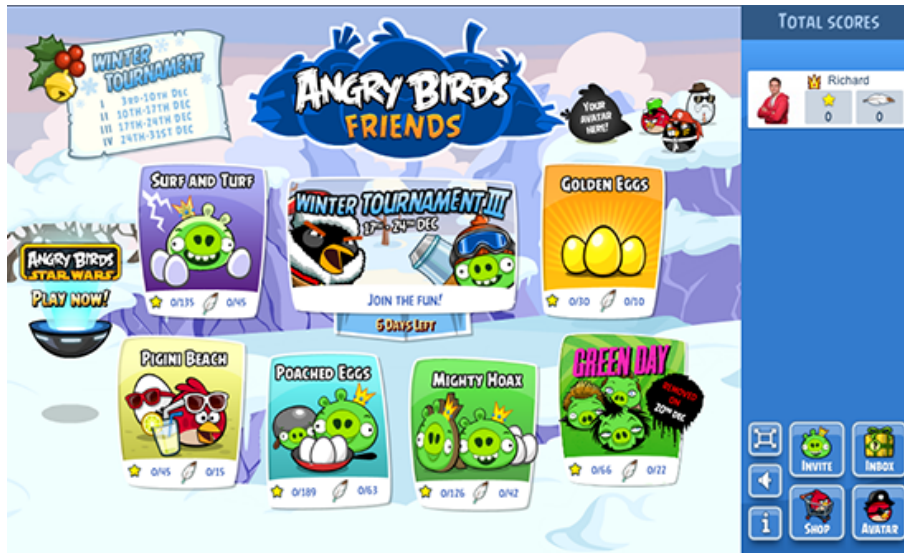 TOTAL SCORES
WINTER
TOURNAMENT
I 3RD-10TH DEC
II 10TH-17TH DEC
III 17TH-24TH DEC
IV 24TH-31ST DEC
ANGRY BIRDS
FRIENDS
YOUR
AVATAR
HERE!
Richard
0 0
SURF AND TURF
0/135 0/45
WINTER TOURNAMENT III
17TH - 24TH DEC
JOIN THE FUN!
6 DAYS LEFT
GOLDEN EGGS
0/30 0/10
ANGRY BIRDS
STAR WARS
PLAY NOW!
PIGINI BEACH
0/45 0/15
POACHED EGGS
0/189 0/63
MIGHTY HOAX
0/126 0/42
GREEN DAY
REMOVED
ON
20TH DEC
0/66 0/22
INVITE
INBOX
i
SHOP
AVATAR